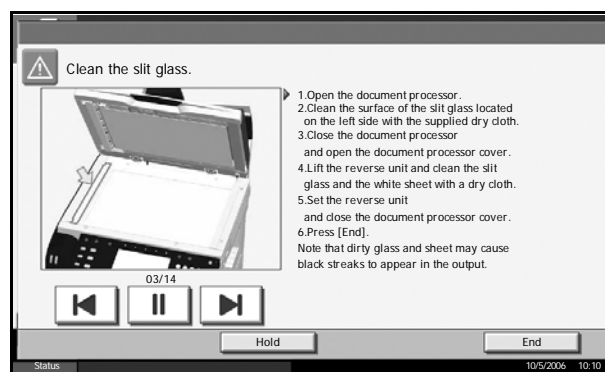 Clean the slit glass.
1.Open the document processor.
2.Clean the surface of the slit glass located
on the left side with the supplied dry cloth.
3.Close the document processor
and open the document processor cover.
4.Lift the reverse unit and clean the slit
glass and the white sheet with a dry cloth.
5.Set the reverse unit
and close the document processor cover.
6.Press [End].
Note that dirty glass and sheet may cause
black streaks to appear in the output.
03/14
Hold
End
Status
10/5/2006 10:10